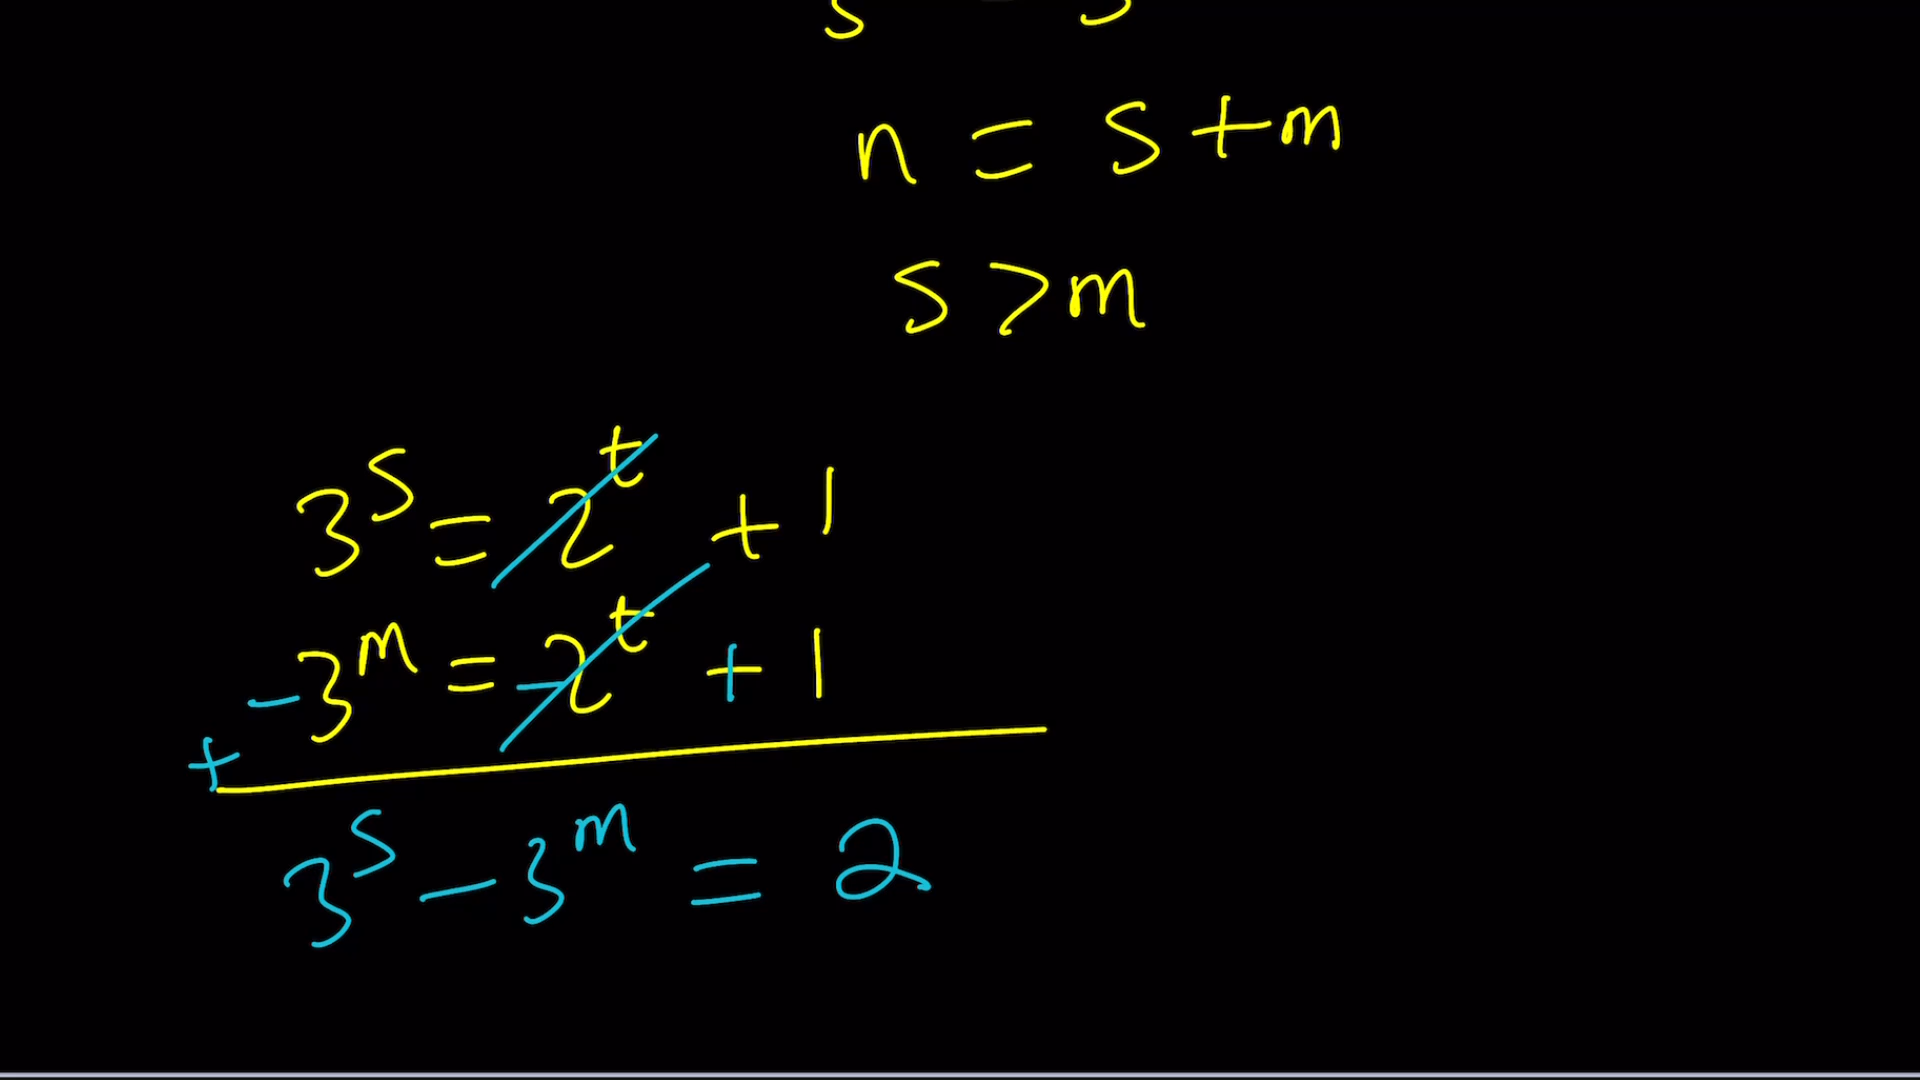 n = s + m
s > m
3^s = 2^t + 1
-3^m = -2^t + 1
+
3^s - 3^m = 2